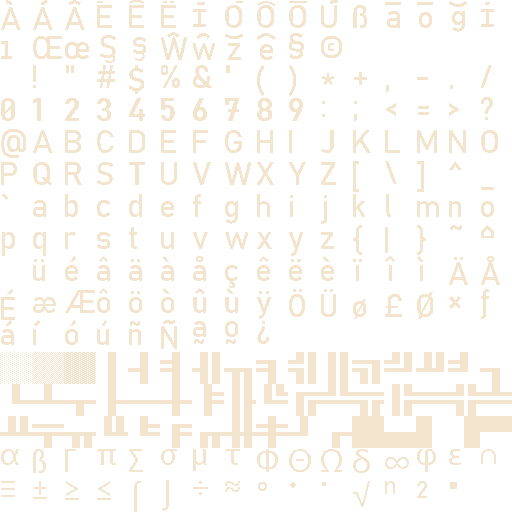 À Á Â È Ê Ë Í Ó Ô Õ Ú ß ã õ ğ İ
ı Œ œ Ş ş Ŵ ŵ ž ê § ©
! " # $ % & ' ( ) * + , - . /
0 1 2 3 4 5 6 7 8 9 : ; < = > ?
@ A B C D E F G H I J K L M N O
P Q R S T U V W X Y Z [ \ ] ^ _
` a b c d e f g h i j k l m n o
p q r s t u v w x y z { | } ~ ⌂
ü é â ä à å ç ê ë è ï î ì Ä Å
É æ Æ ô ö ò û ù ÿ Ö Ü ø £ Ø × ƒ
á í ó ú ñ Ñ ª º ¿
α β Γ π Σ σ μ τ Φ Θ Ω δ ∞ φ ε ∩
≡ ± ≥ ≤ ⌠ ⌡ ÷ ≈ ° ∙ · √ ⁿ ² ■